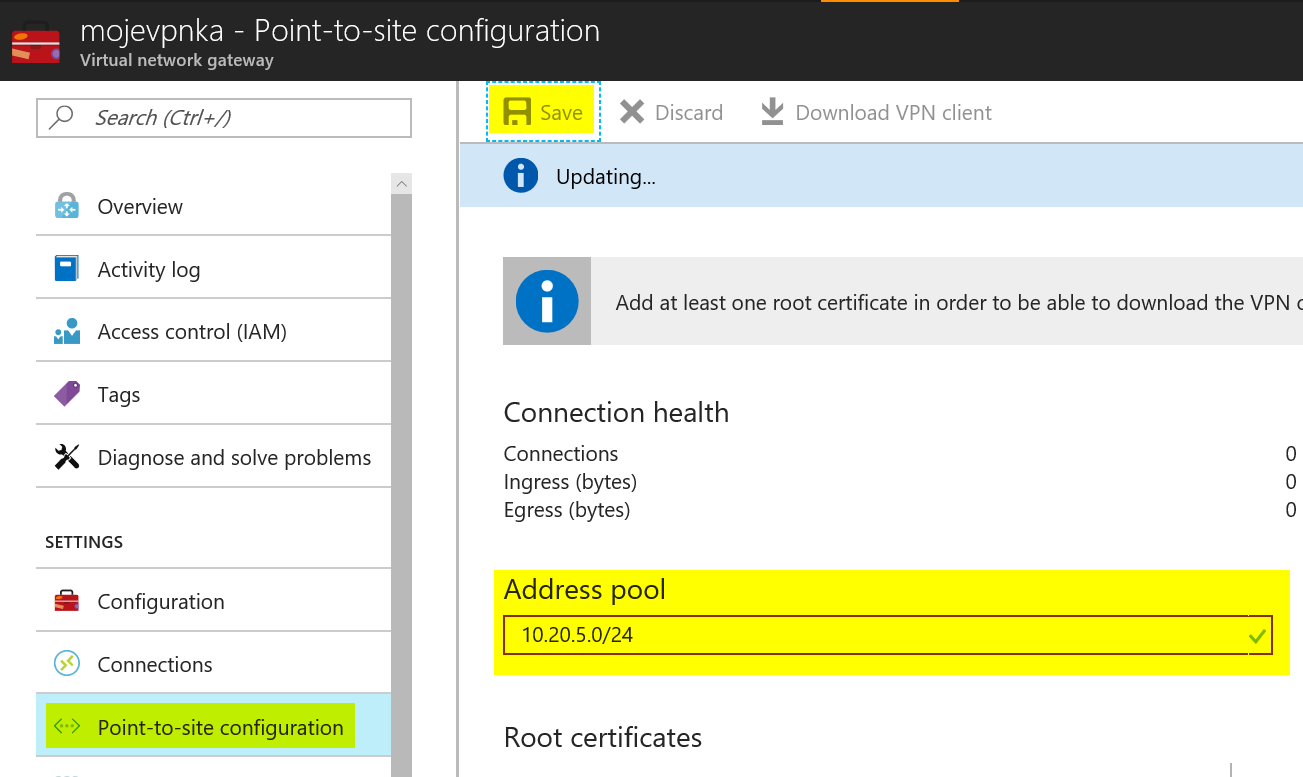 mojevpnka - Point-to-site configuration
Virtual network gateway
Search (Ctrl+/)
Overview
Activity log
Access control (IAM)
Tags
Diagnose and solve problems
SETTINGS
Configuration
Connections
Point-to-site configuration
Save
Discard
Download VPN client
Updating...
Add at least one root certificate in order to be able to download the VPN c
Connection health
Connections 0
Ingress (bytes) 0
Egress (bytes) 0
Address pool
10.20.5.0/24
Root certificates